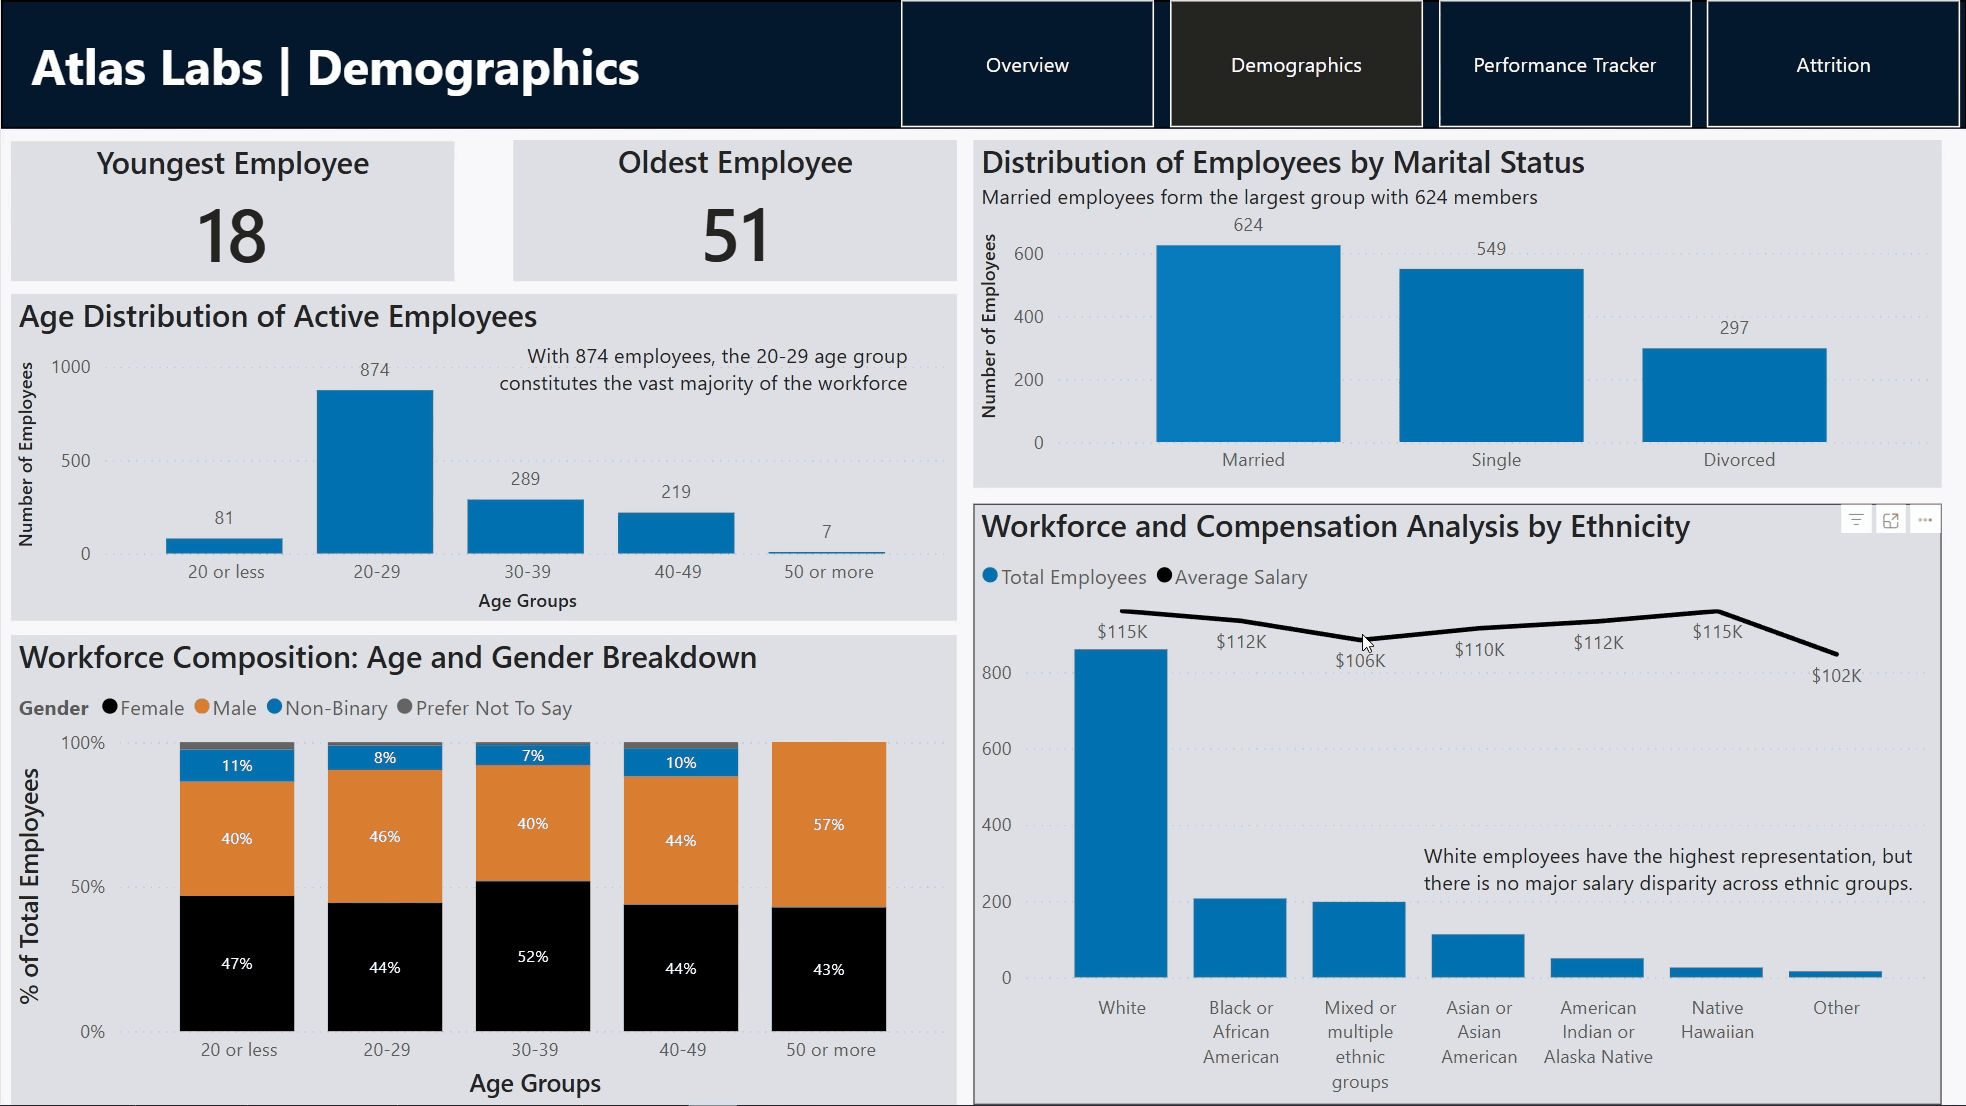 Atlas Labs | Demographics
Overview
Demographics
Performance Tracker
Attrition
Youngest Employee
18
Oldest Employee
51
Age Distribution of Active Employees
With 874 employees, the 20-29 age group
constitutes the vast majority of the workforce
Number of Employees
1000
500
0
81
874
289
219
7
20 or less
20-29
30-39
40-49
50 or more
Age Groups
Workforce Composition: Age and Gender Breakdown
Gender Female Male Non-Binary Prefer Not To Say
% of Total Employees
100%
50%
0%
11%
8%
7%
10%
40%
46%
40%
44%
57%
47%
44%
52%
44%
43%
20 or less
20-29
30-39
40-49
50 or more
Age Groups
Distribution of Employees by Marital Status
Married employees form the largest group with 624 members
Number of Employees
600
400
200
0
624
549
297
Married
Single
Divorced
Workforce and Compensation Analysis by Ethnicity
Total Employees Average Salary
$115K
$112K
$106K
$110K
$112K
$115K
$102K
800
600
400
200
0
White employees have the highest representation, but
there is no major salary disparity across ethnic groups.
White
Black or
African
American
Mixed or
multiple
ethnic
groups
Asian or
Asian
American
American
Indian or
Alaska Native
Native
Hawaiian
Other